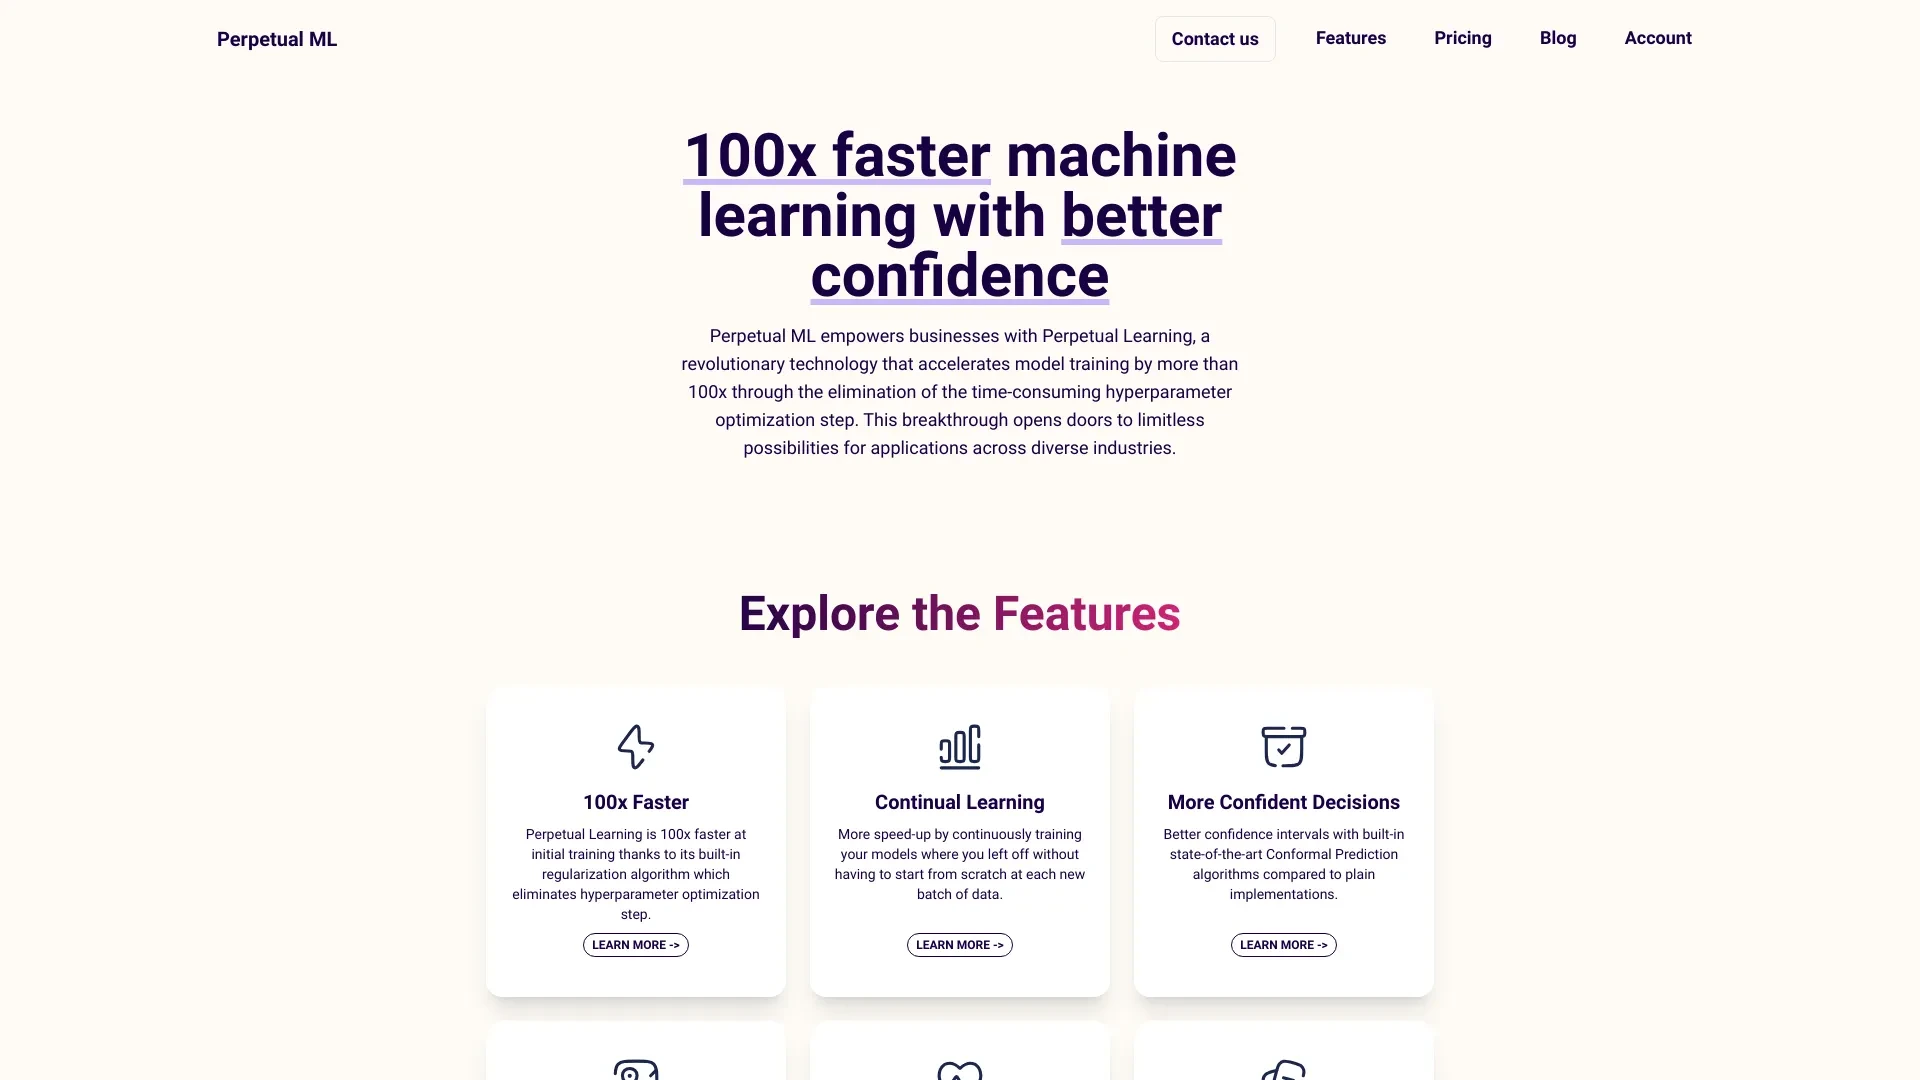 Perpetual ML
Contact us
Features
Pricing
Blog
Account
100x faster machine
learning with better
confidence
Perpetual ML empowers businesses with Perpetual Learning, a
revolutionary technology that accelerates model training by more than
100x through the elimination of the time-consuming hyperparameter
optimization step. This breakthrough opens doors to limitless
possibilities for applications across diverse industries.
Explore the Features
100x Faster
Perpetual Learning is 100x faster at
initial training thanks to its built-in
regularization algorithm which
eliminates hyperparameter optimization
step.
LEARN MORE ->
Continual Learning
More speed-up by continuously training
your models where you left off without
having to start from scratch at each new
batch of data.
LEARN MORE ->
More Confident Decisions
Better confidence intervals with built-in
state-of-the-art Conformal Prediction
algorithms compared to plain
implementations.
LEARN MORE ->